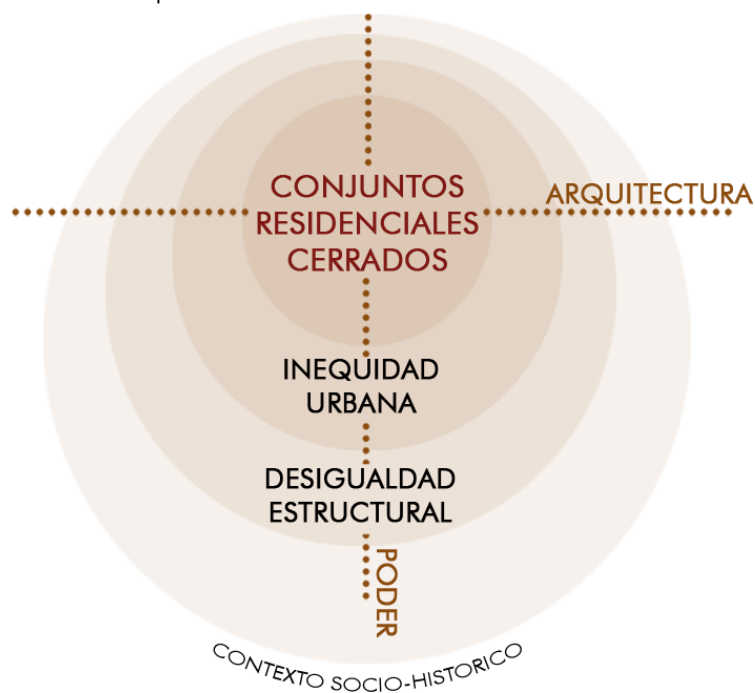 CONJUNTOS
RESIDENCIALES
CERRADOS
ARQUITECTURA
INEQUIDAD
URBANA
DESIGUALDAD
ESTRUCTURAL
PODER
CONTEXTO SOCIO-HISTORICO